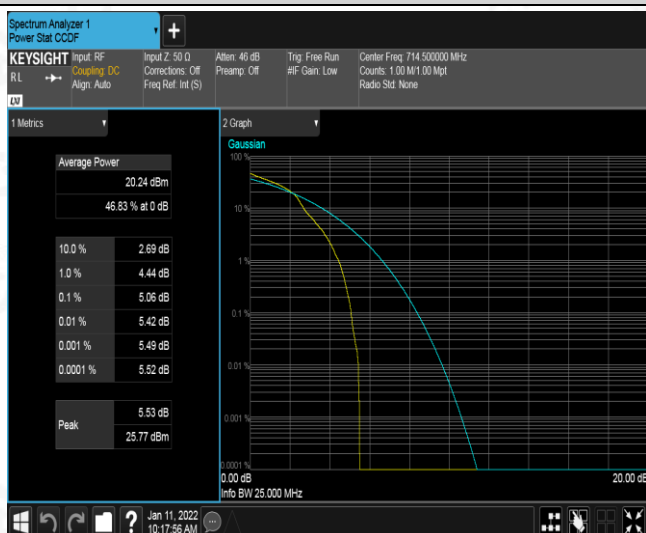 Spectrum Analyzer 1
Power Stat CCDF
+
KEYSIGHT
RL
LXI
Input: RF
Coupling: DC
Align: Auto
Input Z: 50 Ω
Corrections: Off
Freq Ref: Int (S)
Atten: 46 dB
Preamp: Off
Trig: Free Run
#IF Gain: Low
Center Freq: 714.500000 MHz
Counts: 1.00 M/1.00 Mpt
Radio Std: None
1 Metrics
Average Power
20.24 dBm
46.83 % at 0 dB
10.0 % 2.69 dB
1.0 % 4.44 dB
0.1 % 5.06 dB
0.01 % 5.42 dB
0.001 % 5.49 dB
0.0001 % 5.52 dB
Peak
5.53 dB
25.77 dBm
2 Graph
Gaussian
100 %
10 %
1 %
0.1 %
0.01 %
0.001 %
0.0001 %
0.00 dB
20.00 dB
Info BW 25.000 MHz
?
Jan 11, 2022
10:17:56 AM